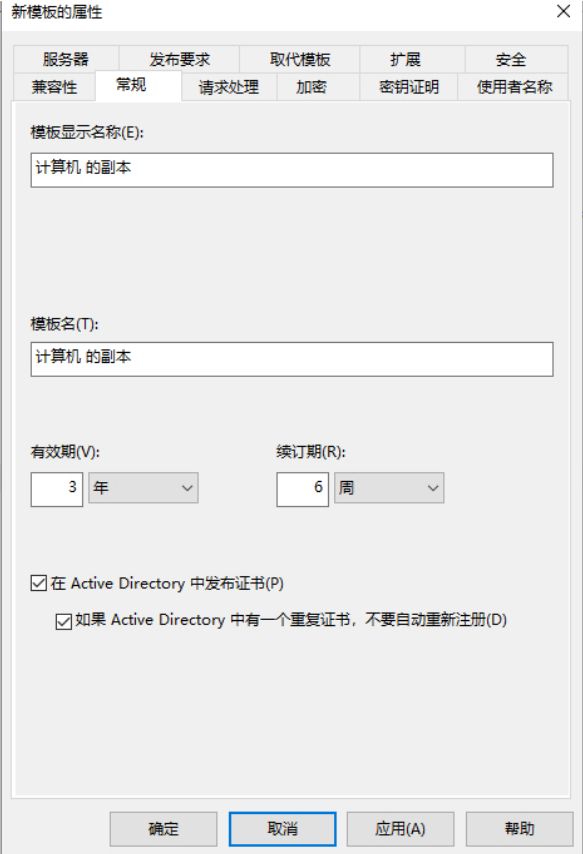 新模板的属性
服务器 发布要求 取代模板 扩展 安全
兼容性 常规 请求处理 加密 密钥证明 使用者名称
模板显示名称(E):
计算机 的副本
模板名(T):
计算机 的副本
有效期(V): 续订期(R):
3 年 6 周
在 Active Directory 中发布证书(P)
如果 Active Directory 中有一个重复证书，不要自动重新注册(D)
确定 取消 应用(A) 帮助